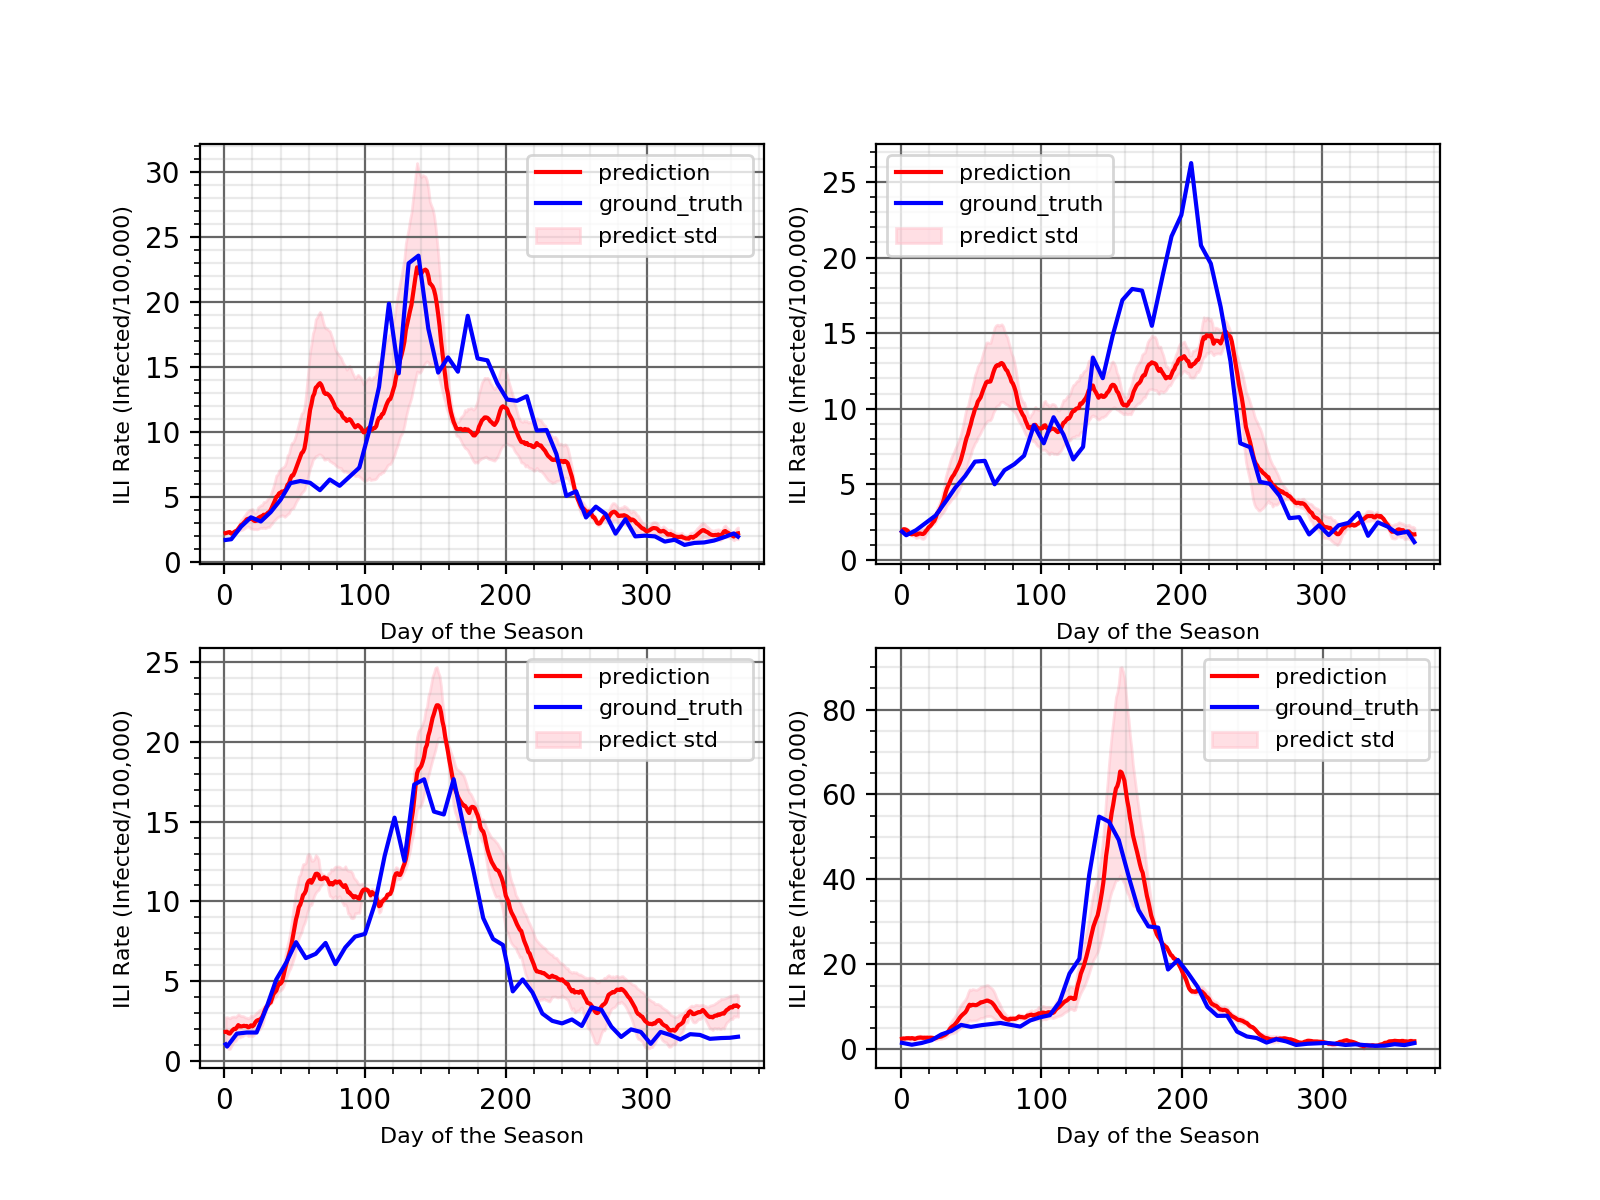 ILI Rate (Infected/100,000)
30
25
20
15
10
5
0
prediction
ground_truth
predict std
0 100 200 300
Day of the Season
ILI Rate (Infected/100,000)
25
20
15
10
5
0
prediction
ground_truth
predict std
0 100 200 300
Day of the Season
ILI Rate (Infected/100,000)
25
20
15
10
5
0
prediction
ground_truth
predict std
0 100 200 300
Day of the Season
ILI Rate (Infected/100,000)
80
60
40
20
0
prediction
ground_truth
predict std
0 100 200 300
Day of the Season